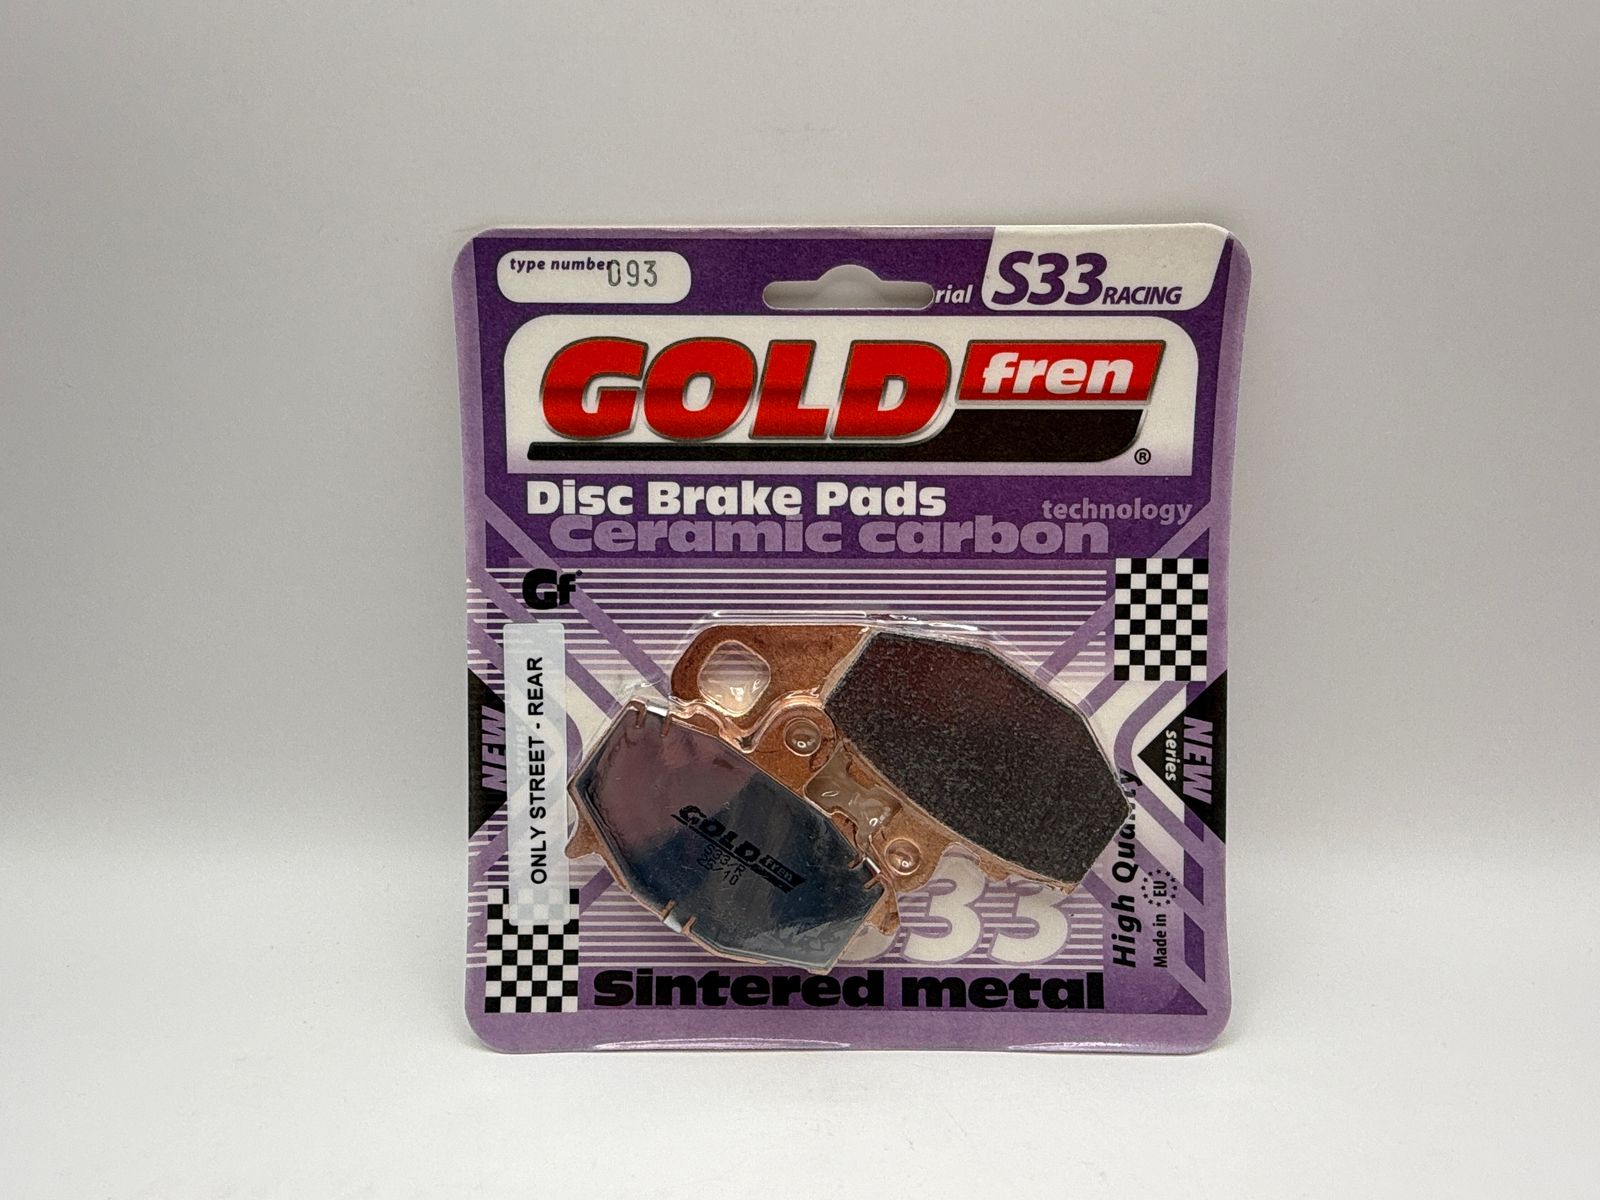 type number 093
rial S33 RACING
GOLD fren ®
Disc Brake Pads
ceramic carbon technology
Gf
ONLY STREET - REAR
NEW
NEW
series
GOLD fren
S33/R
High Quality
Made in EU
33
Sintered metal